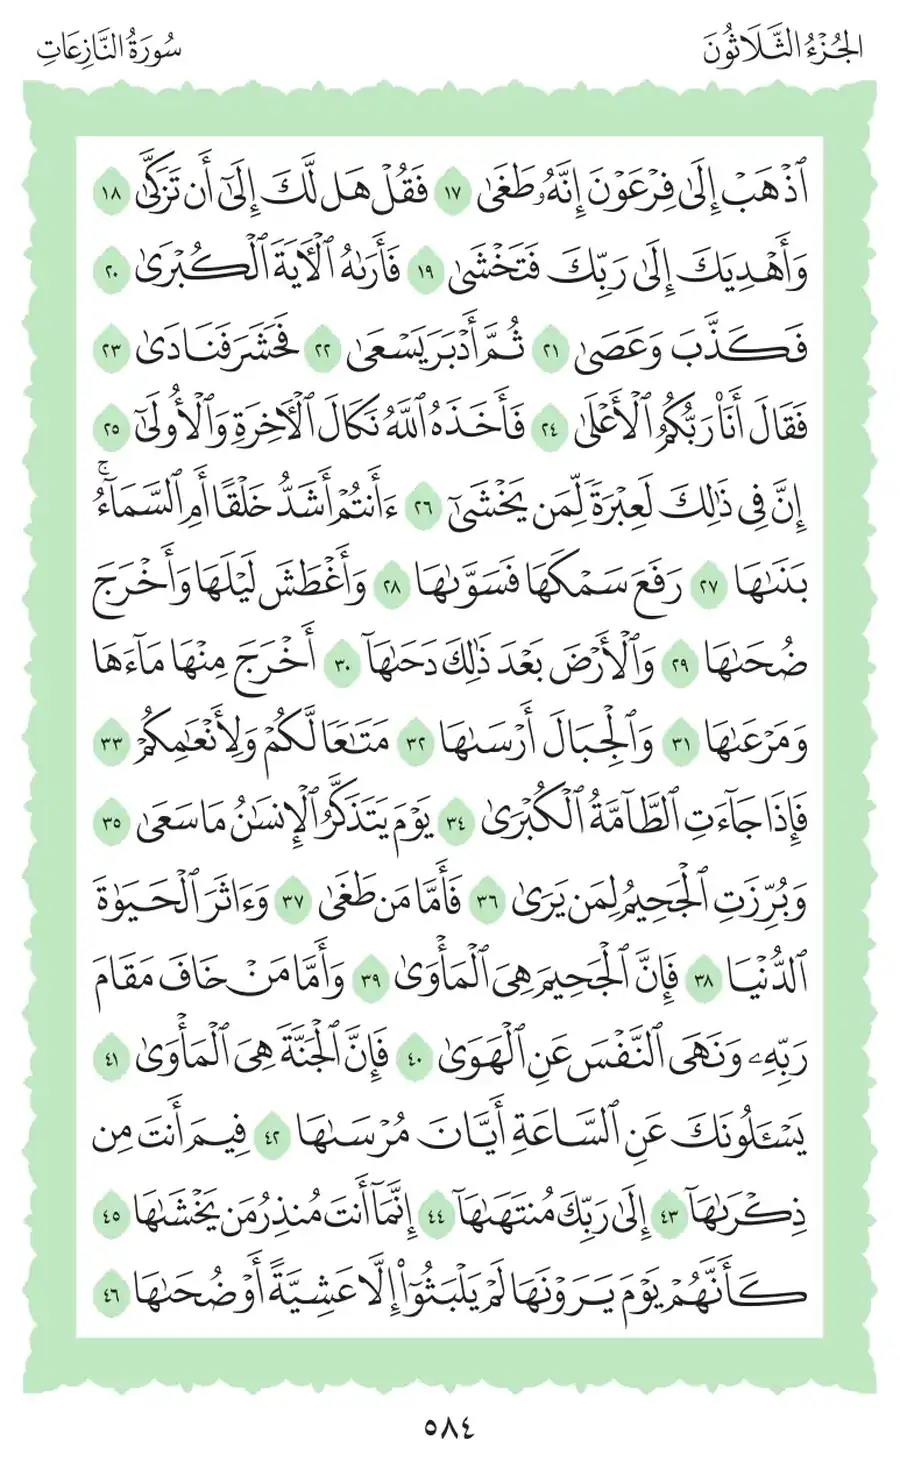 الجُزْءُ الثَّلَاثُونَ
سُورَةُ النَّازِعَاتِ
ٱذۡهَبۡ إِلَىٰ فِرۡعَوۡنَ إِنَّهُۥ طَغَىٰ ١٧ فَقُلۡ هَل لَّكَ إِلَىٰٓ أَن تَزَكَّىٰ ١٨
وَأَهۡدِيَكَ إِلَىٰ رَبِّكَ فَتَخۡشَىٰ ١٩ فَأَرَىٰهُ ٱلۡأٓيَةَ ٱلۡكُبۡرَىٰ ٢٠
فَكَذَّبَ وَعَصَىٰ ٢١ ثُمَّ أَدۡبَرَ يَسۡعَىٰ ٢٢ فَحَشَرَ فَنَادَىٰ ٢٣
فَقَالَ أَنَا۠ رَبُّكُمُ ٱلۡأَعۡلَىٰ ٢٤ فَأَخَذَهُ ٱللَّهُ نَكَالَ ٱلۡأٓخِرَةِ وَٱلۡأُولَىٰٓ ٢٥
إِنَّ فِي ذَٰلِكَ لَعِبۡرَةٗ لِّمَن يَخۡشَىٰٓ ٢٦ ءَأَنتُمۡ أَشَدُّ خَلۡقًا أَمِ ٱلسَّمَآءُۚ
بَنَىٰهَا ٢٧ رَفَعَ سَمۡكَهَا فَسَوَّىٰهَا ٢٨ وَأَغۡطَشَ لَيۡلَهَا وَأَخۡرَجَ
ضُحَىٰهَا ٢٩ وَٱلۡأَرۡضَ بَعۡدَ ذَٰلِكَ دَحَىٰهَآ ٣٠ أَخۡرَجَ مِنۡهَا مَآءَهَا
وَمَرۡعَىٰهَا ٣١ وَٱلۡجِبَالَ أَرۡسَىٰهَا ٣٢ مَتَٰعٗا لَّكُمۡ وَلِأَنۡعَٰمِكُمۡ ٣٣
فَإِذَا جَآءَتِ ٱلطَّآمَّةُ ٱلۡكُبۡرَىٰ ٣٤ يَوۡمَ يَتَذَكَّرُ ٱلۡإِنسَٰنُ مَا سَعَىٰ ٣٥
وَبُرِّزَتِ ٱلۡجَحِيمُ لِمَن يَرَىٰ ٣٦ فَأَمَّا مَن طَغَىٰ ٣٧ وَءَاثَرَ ٱلۡحَيَوٰةَ
ٱلدُّنۡيَا ٣٨ فَإِنَّ ٱلۡجَحِيمَ هِيَ ٱلۡمَأۡوَىٰ ٣٩ وَأَمَّا مَنۡ خَافَ مَقَامَ
رَبِّهِۦ وَنَهَى ٱلنَّفۡسَ عَنِ ٱلۡهَوَىٰ ٤٠ فَإِنَّ ٱلۡجَنَّةَ هِيَ ٱلۡمَأۡوَىٰ ٤١
يَسۡـَٔلُونَكَ عَنِ ٱلسَّاعَةِ أَيَّانَ مُرۡسَىٰهَا ٤٢ فِيمَ أَنتَ مِن
ذِكۡرَىٰهَآ ٤٣ إِلَىٰ رَبِّكَ مُنتَهَىٰهَآ ٤٤ إِنَّمَآ أَنتَ مُنذِرُ مَن يَخۡشَىٰهَا ٤٥
كَأَنَّهُمۡ يَوۡمَ يَرَوۡنَهَا لَمۡ يَلۡبَثُوٓاْ إِلَّا عَشِيَّةً أَوۡ ضُحَىٰهَا ٤٦
٥٨٤